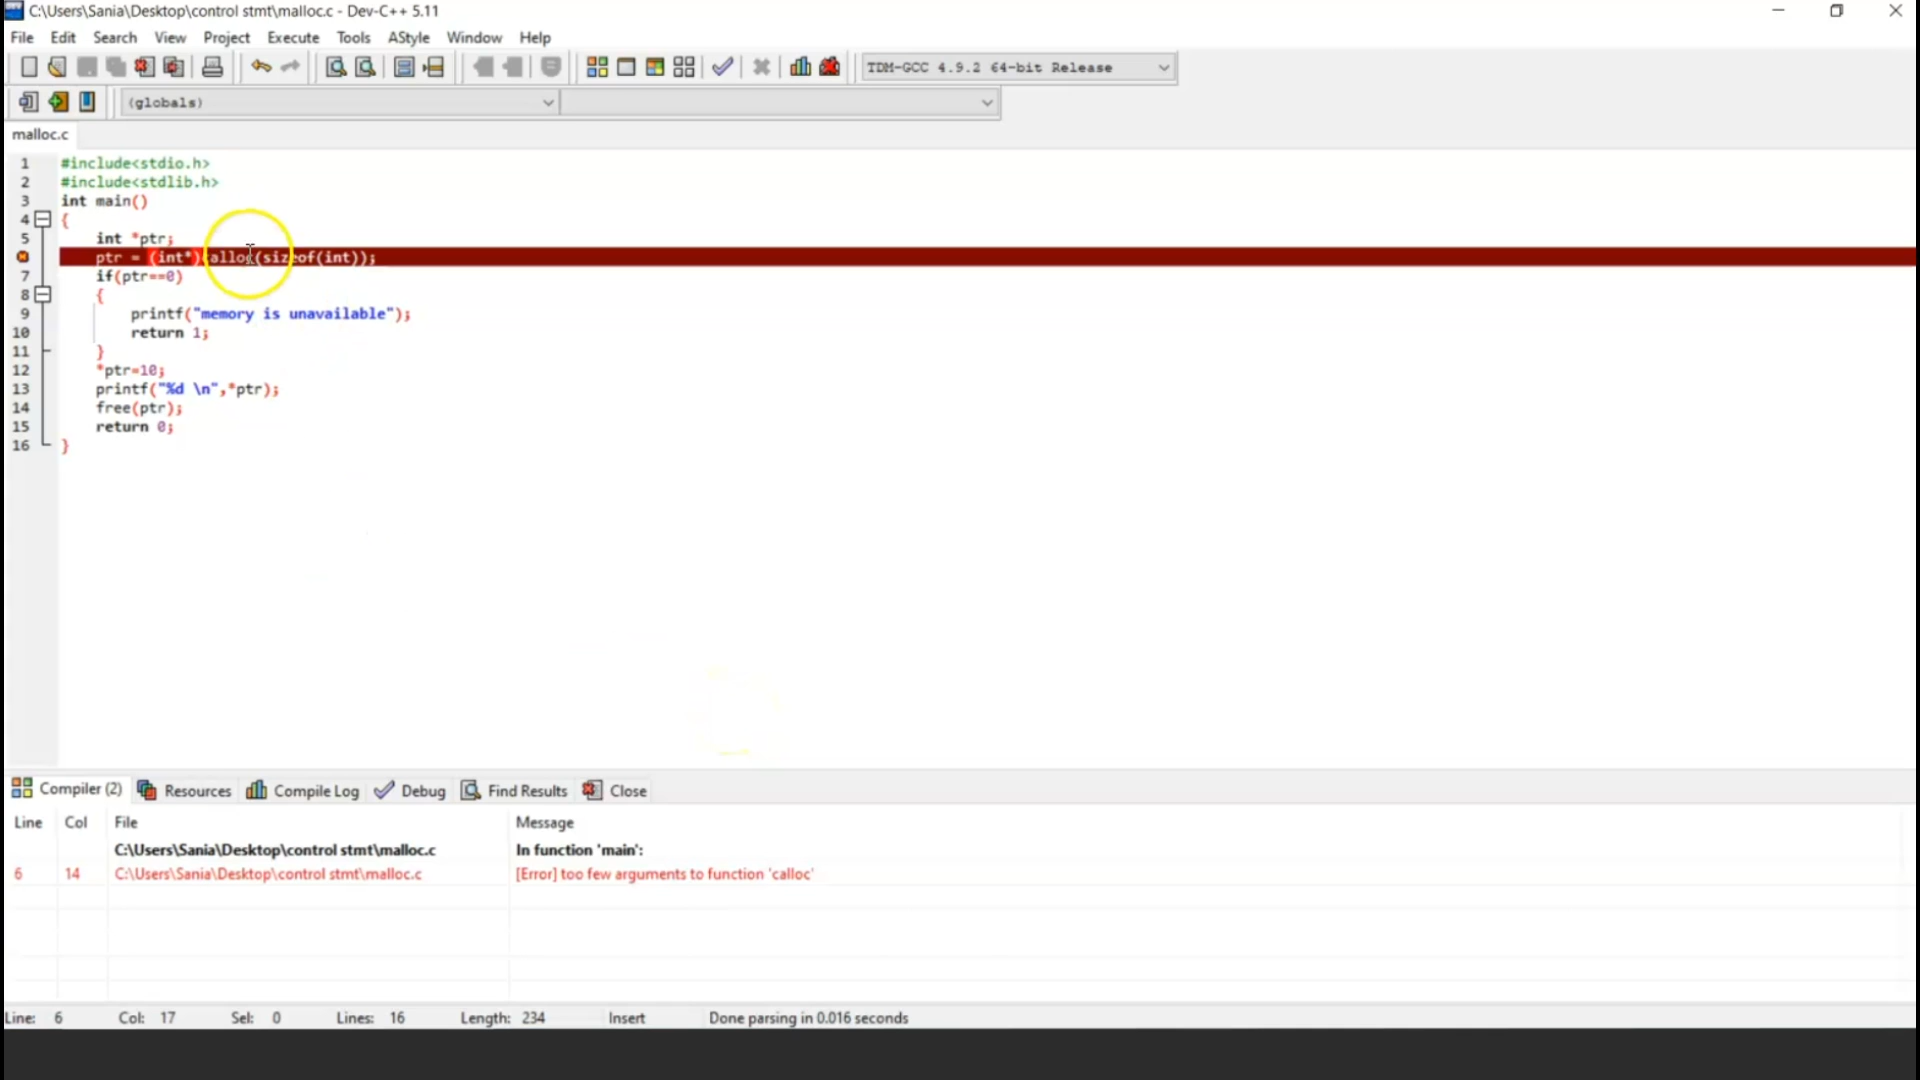 C:\Users\Sania\Desktop\control stmt\malloc.c - Dev-C++ 5.11
File Edit Search View Project Execute Tools AStyle Window Help
TDM-GCC 4.9.2 64-bit Release
(globals)
malloc.c
1 #include<stdio.h>
2 #include<stdlib.h>
3 int main()
4 {
5 int *ptr;
ptr = (int*)calloc(sizeof(int));
7 if(ptr==0)
8 {
9 printf("memory is unavailable");
10 return 1;
11 }
12 *ptr=10;
13 printf("%d \n",*ptr);
14 free(ptr);
15 return 0;
16 }
Compiler (2) Resources Compile Log Debug Find Results Close
Line Col File Message
C:\Users\Sania\Desktop\control stmt\malloc.c In function 'main':
6 14 C:\Users\Sania\Desktop\control stmt\malloc.c [Error] too few arguments to function 'calloc'
Line: 6 Col: 17 Sel: 0 Lines: 16 Length: 234 Insert Done parsing in 0.016 seconds